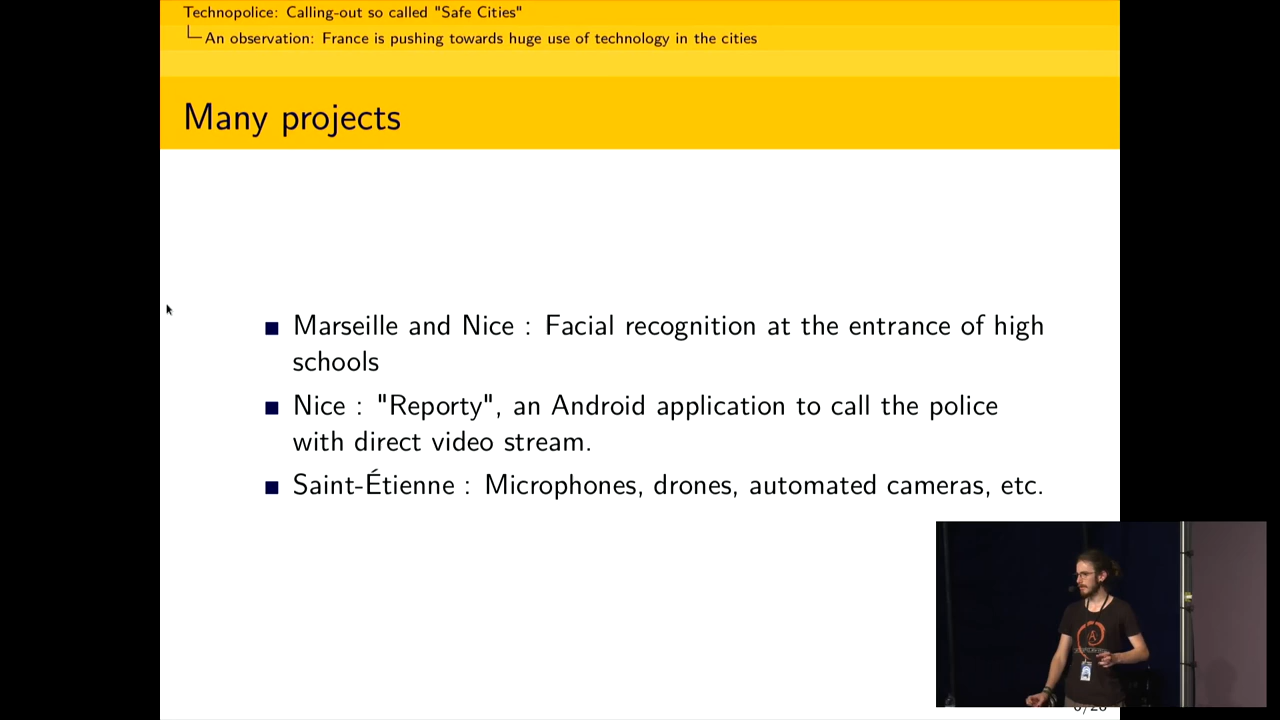 Technopolice: Calling-out so called "Safe Cities"
An observation: France is pushing towards huge use of technology in the cities
Many projects
Marseille and Nice : Facial recognition at the entrance of high
schools
Nice : "Reporty", an Android application to call the police
with direct video stream.
Saint-Étienne : Microphones, drones, automated cameras, etc.